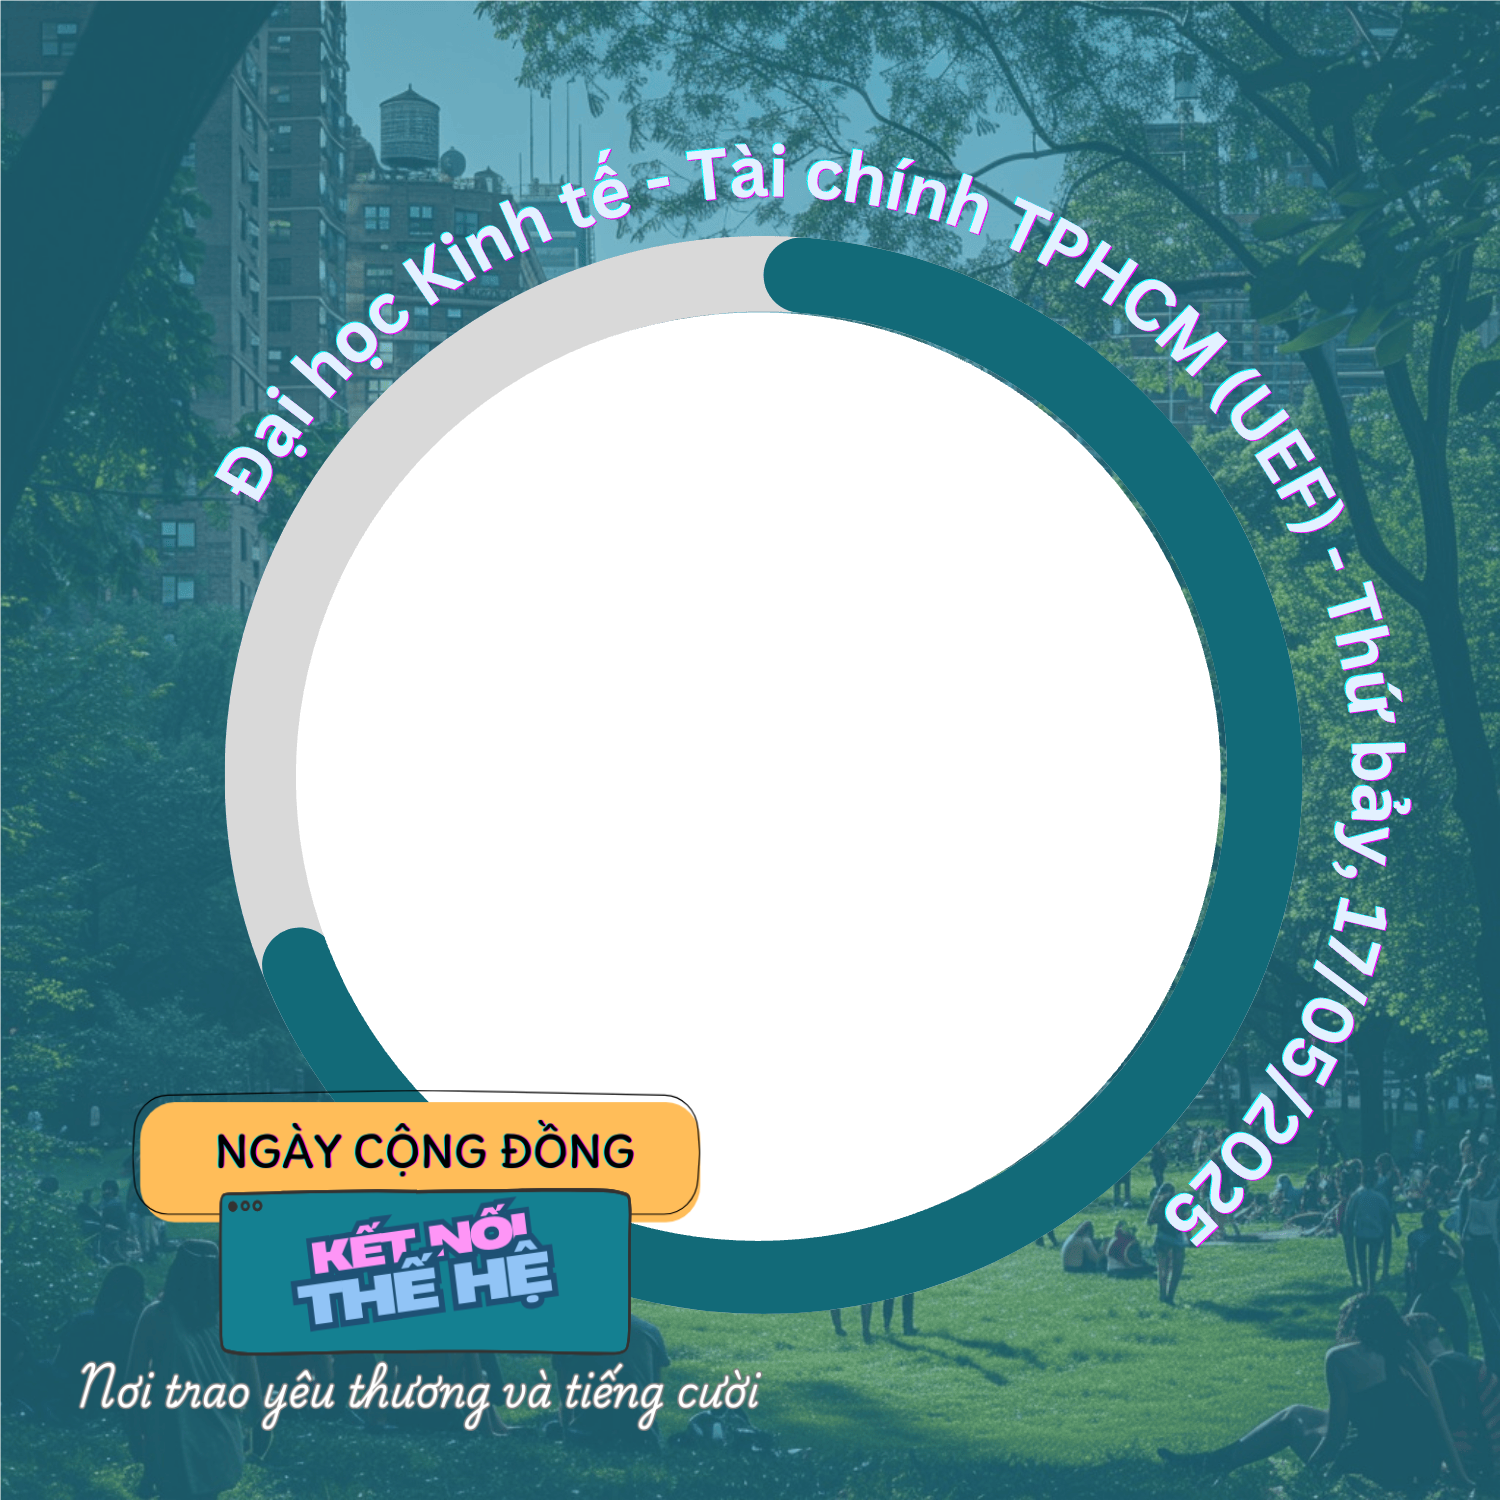 Đại học Kinh tế - Tài chính TPHCM (UEF) - Thứ bảy, 17/05/2025
NGÀY CỘNG ĐỒNG
KẾT NỐI
THẾ HỆ
Nơi trao yêu thương và tiếng cười